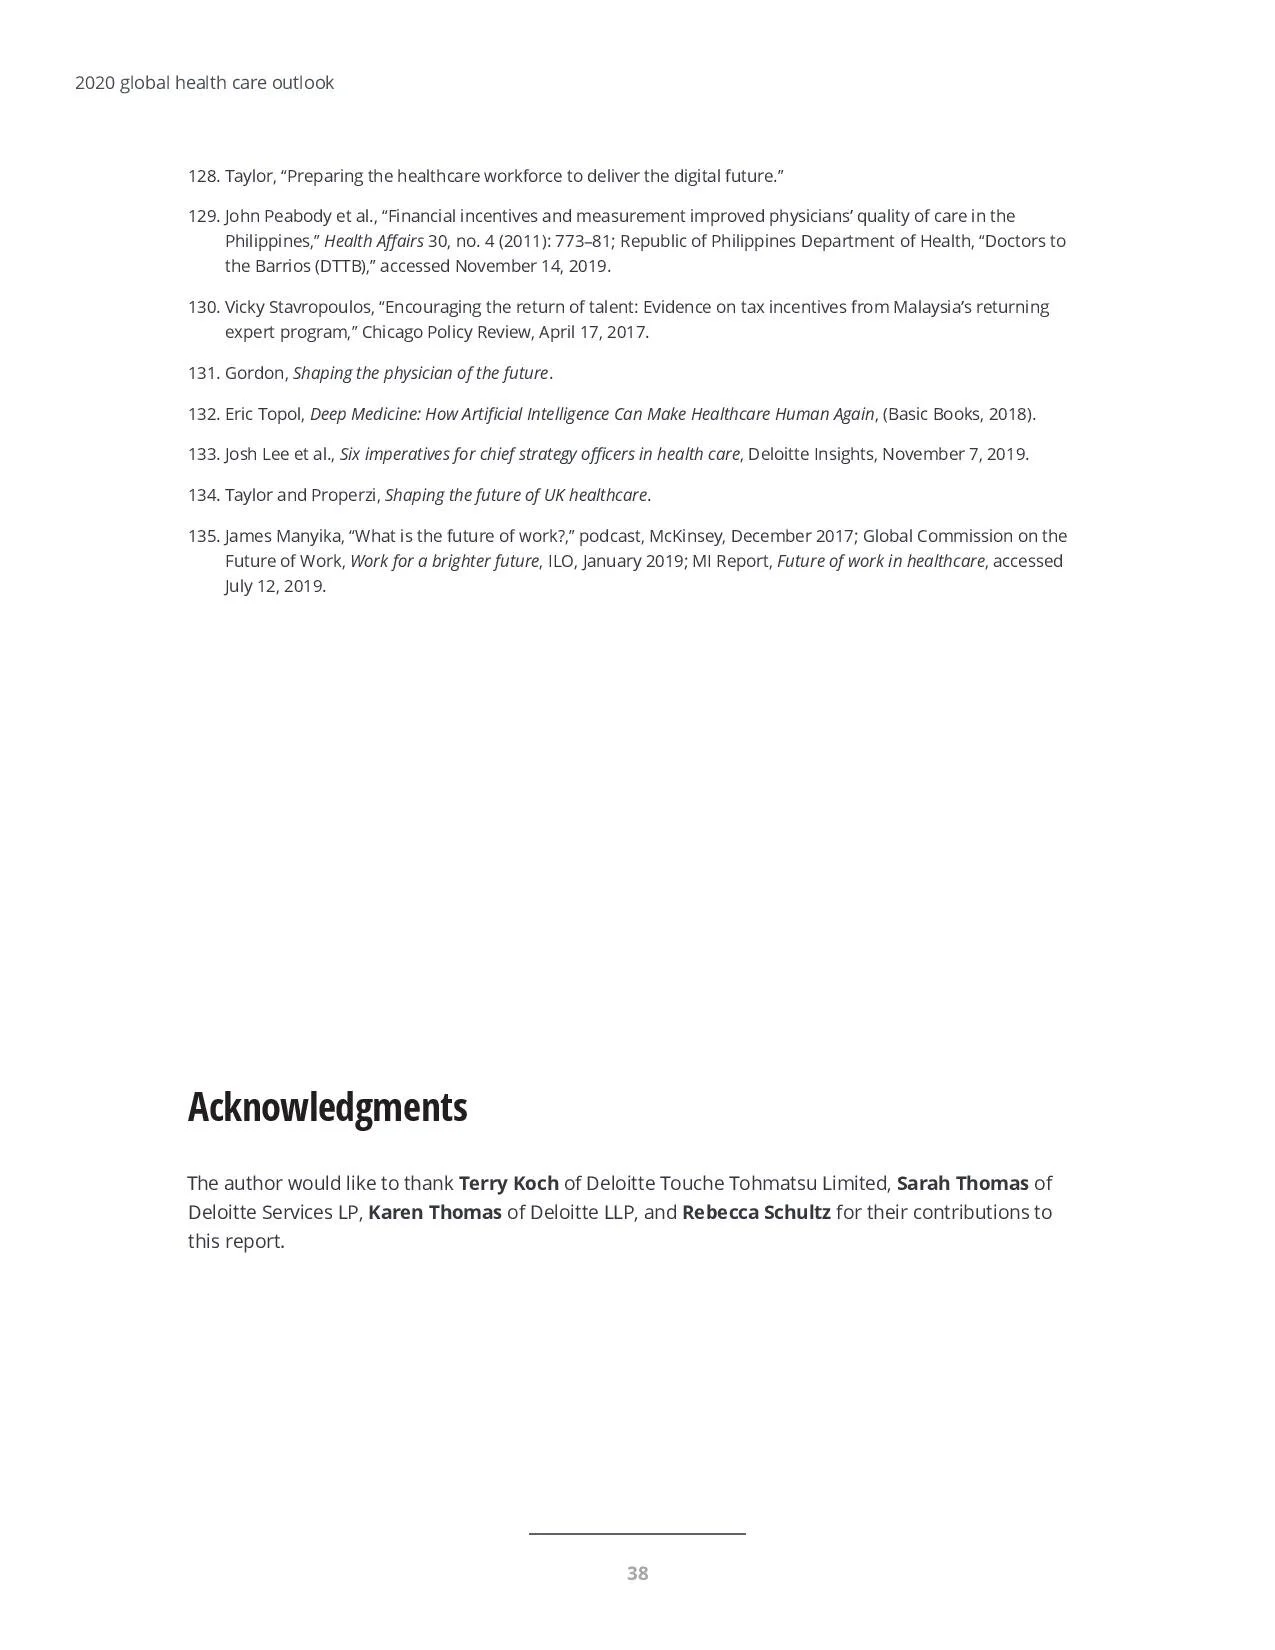 2020 global health care outlook
128. Taylor, “Preparing the healthcare workforce to deliver the digital future.”
129. John Peabody et al., “Financial incentives and measurement improved physicians’ quality of care in the
Philippines,” Health Affairs 30, no. 4 (2011): 773–81; Republic of Philippines Department of Health, “Doctors to
the Barrios (DTTB),” accessed November 14, 2019.
130. Vicky Stavropoulos, “Encouraging the return of talent: Evidence on tax incentives from Malaysia’s returning
expert program,” Chicago Policy Review, April 17, 2017.
131. Gordon, Shaping the physician of the future.
132. Eric Topol, Deep Medicine: How Artificial Intelligence Can Make Healthcare Human Again, (Basic Books, 2018).
133. Josh Lee et al., Six imperatives for chief strategy officers in health care, Deloitte Insights, November 7, 2019.
134. Taylor and Properzi, Shaping the future of UK healthcare.
135. James Manyika, “What is the future of work?,” podcast, McKinsey, December 2017; Global Commission on the
Future of Work, Work for a brighter future, ILO, January 2019; MI Report, Future of work in healthcare, accessed
July 12, 2019.
Acknowledgments
The author would like to thank Terry Koch of Deloitte Touche Tohmatsu Limited, Sarah Thomas of
Deloitte Services LP, Karen Thomas of Deloitte LLP, and Rebecca Schultz for their contributions to
this report.
38